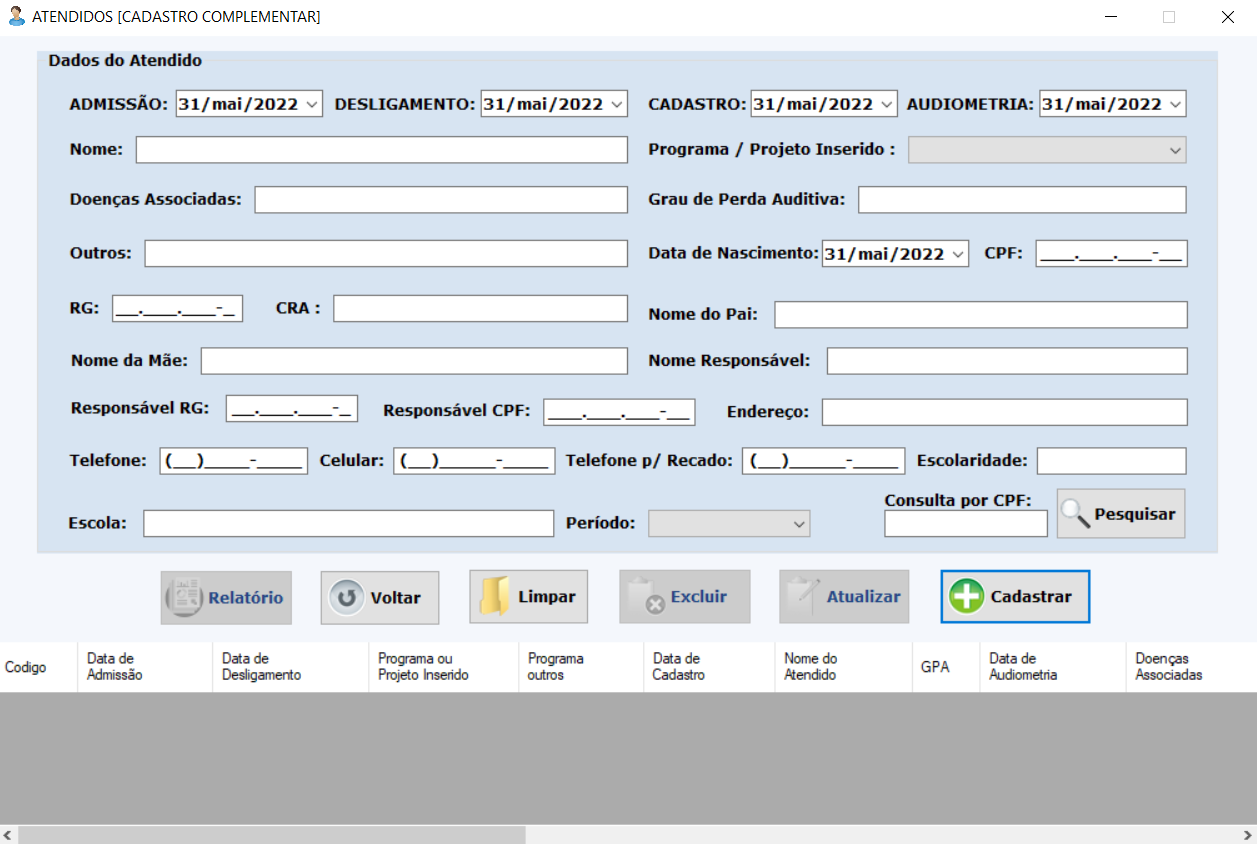 ATENDIDOS [CADASTRO COMPLEMENTAR]
Dados do Atendido
ADMISSÃO: 31/mai/2022 DESLIGAMENTO: 31/mai/2022 CADASTRO: 31/mai/2022 AUDIOMETRIA: 31/mai/2022
Nome: Programa / Projeto Inserido :
Doenças Associadas: Grau de Perda Auditiva:
Outros: Data de Nascimento: 31/mai/2022 CPF: ___.___.___-__
RG: __.___.___-_ CRA :
Nome do Pai:
Nome da Mãe: Nome Responsável:
Responsável RG: __.___.___-_ Responsável CPF: ___.___.___-__ Endereço:
Telefone: (__)____-____ Celular: (__)_____-____ Telefone p/ Recado: (__)_____-____ Escolaridade:
Consulta por CPF:
Pesquisar
Escola: Período:
Relatório Voltar Limpar Excluir Atualizar Cadastrar
Codigo
Data de
Admissão
Data de
Desligamento
Programa ou
Projeto Inserido
Programa
outros
Data de
Cadastro
Nome do
Atendido
GPA
Data de
Audiometria
Doenças
Associadas